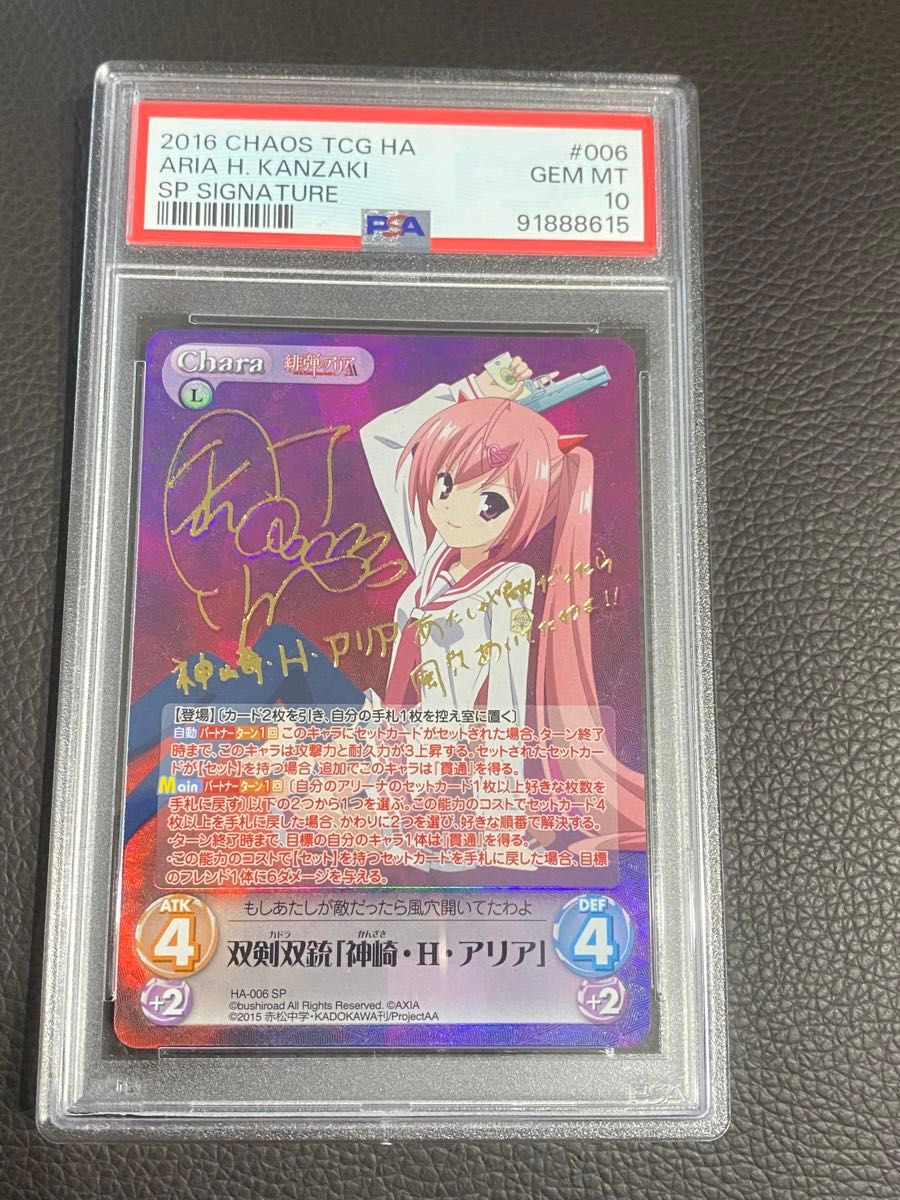 2016 CHAOS TCG HA #006
ARIA H. KANZAKI GEM MT
SP SIGNATURE 10
91888615
PSA
Chara 緋弾のアリアAA
L
神崎・H・アリア
あたしが敵だったら
風穴あいてたわよ!!
【登場】〔カード2枚を引き、自分の手札1枚を控え室に置く〕
自動 パートナー ターン1回 このキャラにセットカードがセットされた場合、ターン終了
時まで、このキャラは攻撃力と耐久力が3上昇する。セットされたセットカー
ドが【セット】を持つ場合、追加でこのキャラは『貫通』を得る。
Main パートナー ターン1回 〔自分のアリーナのセットカード1枚以上好きな枚数を
手札に戻す〕以下の2つから1つを選ぶ。この能力のコストでセットカード4
枚以上を手札に戻した場合、かわりに2つを選び、好きな順番で解決する。
・ターン終了時まで、目標の自分のキャラ1体は『貫通』を得る。
・この能力のコストで【セット】を持つセットカードを手札に戻した場合、目標
のフレンド1体に6ダメージを与える。
もしあたしが敵だったら風穴開いてたわよ
ATK 4 +2
カドラ かんざき
双剣双銃「神崎・H・アリア」
DEF 4 +2
HA-006 SP
©bushiroad All Rights Reserved. ©AXIA
©2015 赤松中学・KADOKAWA刊/ProjectAA